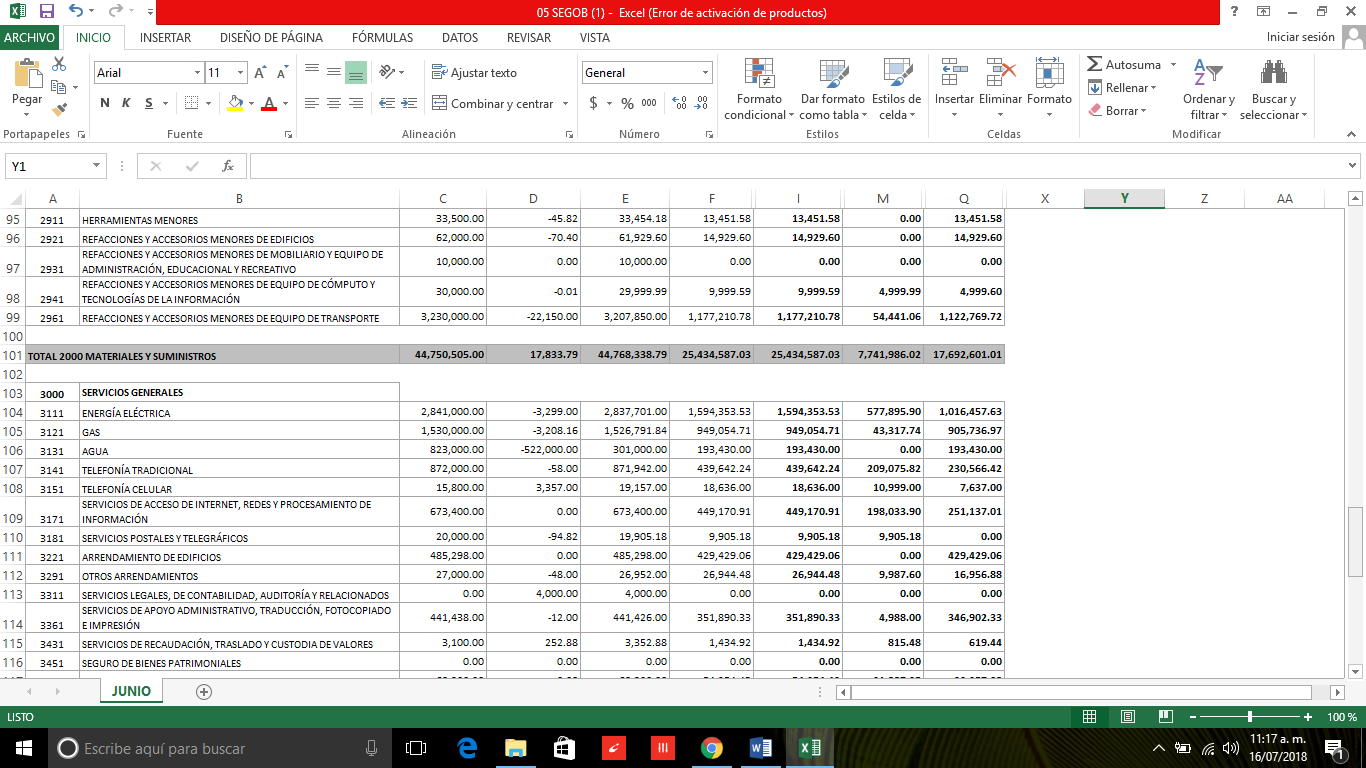 05 SEGOB (1) - Excel (Error de activación de productos)
ARCHIVO INICIO INSERTAR DISEÑO DE PÁGINA FÓRMULAS DATOS REVISAR VISTA Iniciar sesión
Arial 11 Ajustar texto General Autosuma
Rellenar
Pegar N K S A Combinar y centrar $ % 000 Formato Dar formato Estilos de Insertar Eliminar Formato Borrar Ordenar y Buscar y
condicional como tabla celda filtrar seleccionar
Portapapeles Fuente Alineación Número Estilos Celdas Modificar
Y1 fx
A B C D E F I M Q X Y Z AA
95 2911 HERRAMIENTAS MENORES 33,500.00 -45.82 33,454.18 13,451.58 13,451.58 0.00 13,451.58
96 2921 REFACCIONES Y ACCESORIOS MENORES DE EDIFICIOS 62,000.00 -70.40 61,929.60 14,929.60 14,929.60 0.00 14,929.60
REFACCIONES Y ACCESORIOS MENORES DE MOBILIARIO Y EQUIPO DE
97 2931 ADMINISTRACIÓN, EDUCACIONAL Y RECREATIVO 10,000.00 0.00 10,000.00 0.00 0.00 0.00 0.00
REFACCIONES Y ACCESORIOS MENORES DE EQUIPO DE CÓMPUTO Y
98 2941 TECNOLOGÍAS DE LA INFORMACIÓN 30,000.00 -0.01 29,999.99 9,999.59 9,999.59 4,999.99 4,999.60
99 2961 REFACCIONES Y ACCESORIOS MENORES DE EQUIPO DE TRANSPORTE 3,230,000.00 -22,150.00 3,207,850.00 1,177,210.78 1,177,210.78 54,441.06 1,122,769.72
100
101 TOTAL 2000 MATERIALES Y SUMINISTROS 44,750,505.00 17,833.79 44,768,338.79 25,434,587.03 25,434,587.03 7,741,986.02 17,692,601.01
102
103 3000 SERVICIOS GENERALES
104 3111 ENERGÍA ELÉCTRICA 2,841,000.00 -3,299.00 2,837,701.00 1,594,353.53 1,594,353.53 577,895.90 1,016,457.63
105 3121 GAS 1,530,000.00 -3,208.16 1,526,791.84 949,054.71 949,054.71 43,317.74 905,736.97
106 3131 AGUA 823,000.00 -522,000.00 301,000.00 193,430.00 193,430.00 0.00 193,430.00
107 3141 TELEFONÍA TRADICIONAL 872,000.00 -58.00 871,942.00 439,642.24 439,642.24 209,075.82 230,566.42
108 3151 TELEFONÍA CELULAR 15,800.00 3,357.00 19,157.00 18,636.00 18,636.00 10,999.00 7,637.00
SERVICIOS DE ACCESO DE INTERNET, REDES Y PROCESAMIENTO DE
109 3171 INFORMACIÓN 673,400.00 0.00 673,400.00 449,170.91 449,170.91 198,033.90 251,137.01
110 3181 SERVICIOS POSTALES Y TELEGRÁFICOS 20,000.00 -94.82 19,905.18 9,905.18 9,905.18 9,905.18 0.00
111 3221 ARRENDAMIENTO DE EDIFICIOS 485,298.00 0.00 485,298.00 429,429.06 429,429.06 0.00 429,429.06
112 3291 OTROS ARRENDAMIENTOS 27,000.00 -48.00 26,952.00 26,944.48 26,944.48 9,987.60 16,956.88
113 3311 SERVICIOS LEGALES, DE CONTABILIDAD, AUDITORÍA Y RELACIONADOS 0.00 4,000.00 4,000.00 0.00 0.00 0.00 0.00
SERVICIOS DE APOYO ADMINISTRATIVO, TRADUCCIÓN, FOTOCOPIADO
114 3361 E IMPRESIÓN 441,438.00 -12.00 441,426.00 351,890.33 351,890.33 4,988.00 346,902.33
115 3431 SERVICIOS DE RECAUDACIÓN, TRASLADO Y CUSTODIA DE VALORES 3,100.00 252.88 3,352.88 1,434.92 1,434.92 815.48 619.44
116 3451 SEGURO DE BIENES PATRIMONIALES 0.00 0.00 0.00 0.00 0.00 0.00 0.00
JUNIO
LISTO 100 %
Escribe aquí para buscar 11:17 a. m.
16/07/2018